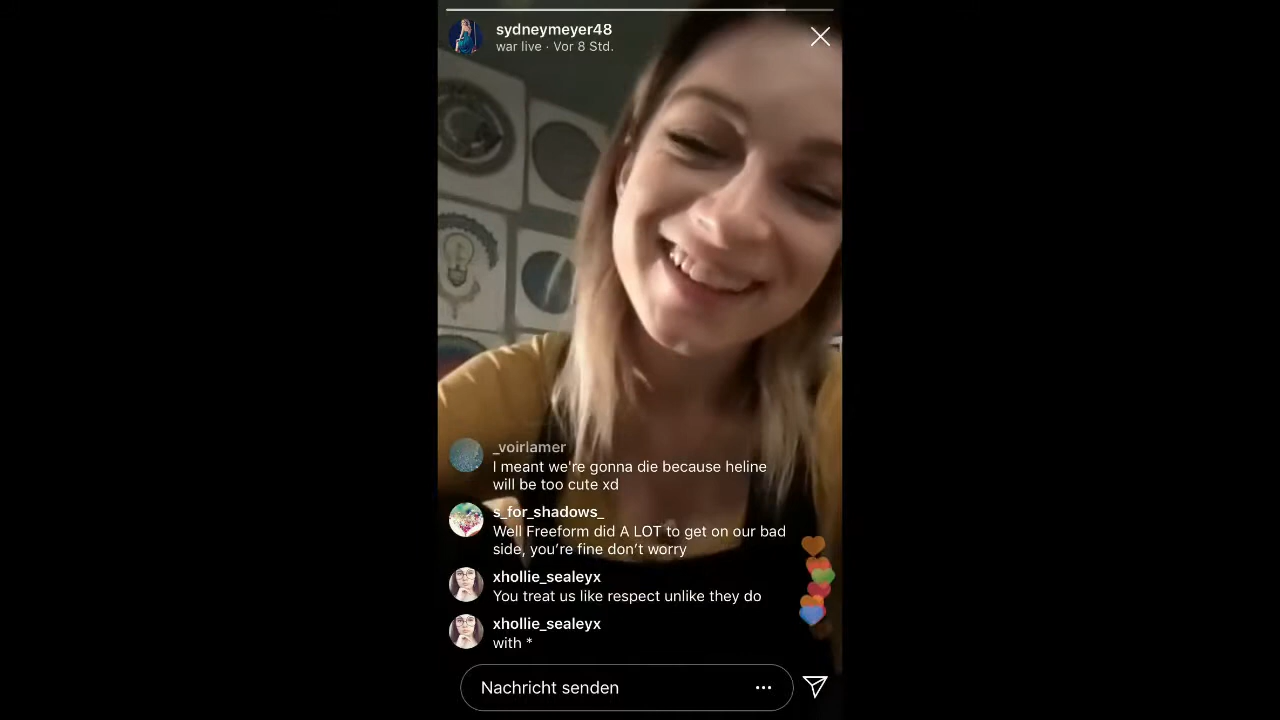 sydneymeyer48
war live · Vor 8 Std.
_voirlamer
I meant we're gonna die because heline
will be too cute xd
s_for_shadows_
Well Freeform did A LOT to get on our bad
side, you’re fine don’t worry
xhollie_sealeyx
You treat us like respect unlike they do
xhollie_sealeyx
with *
Nachricht senden